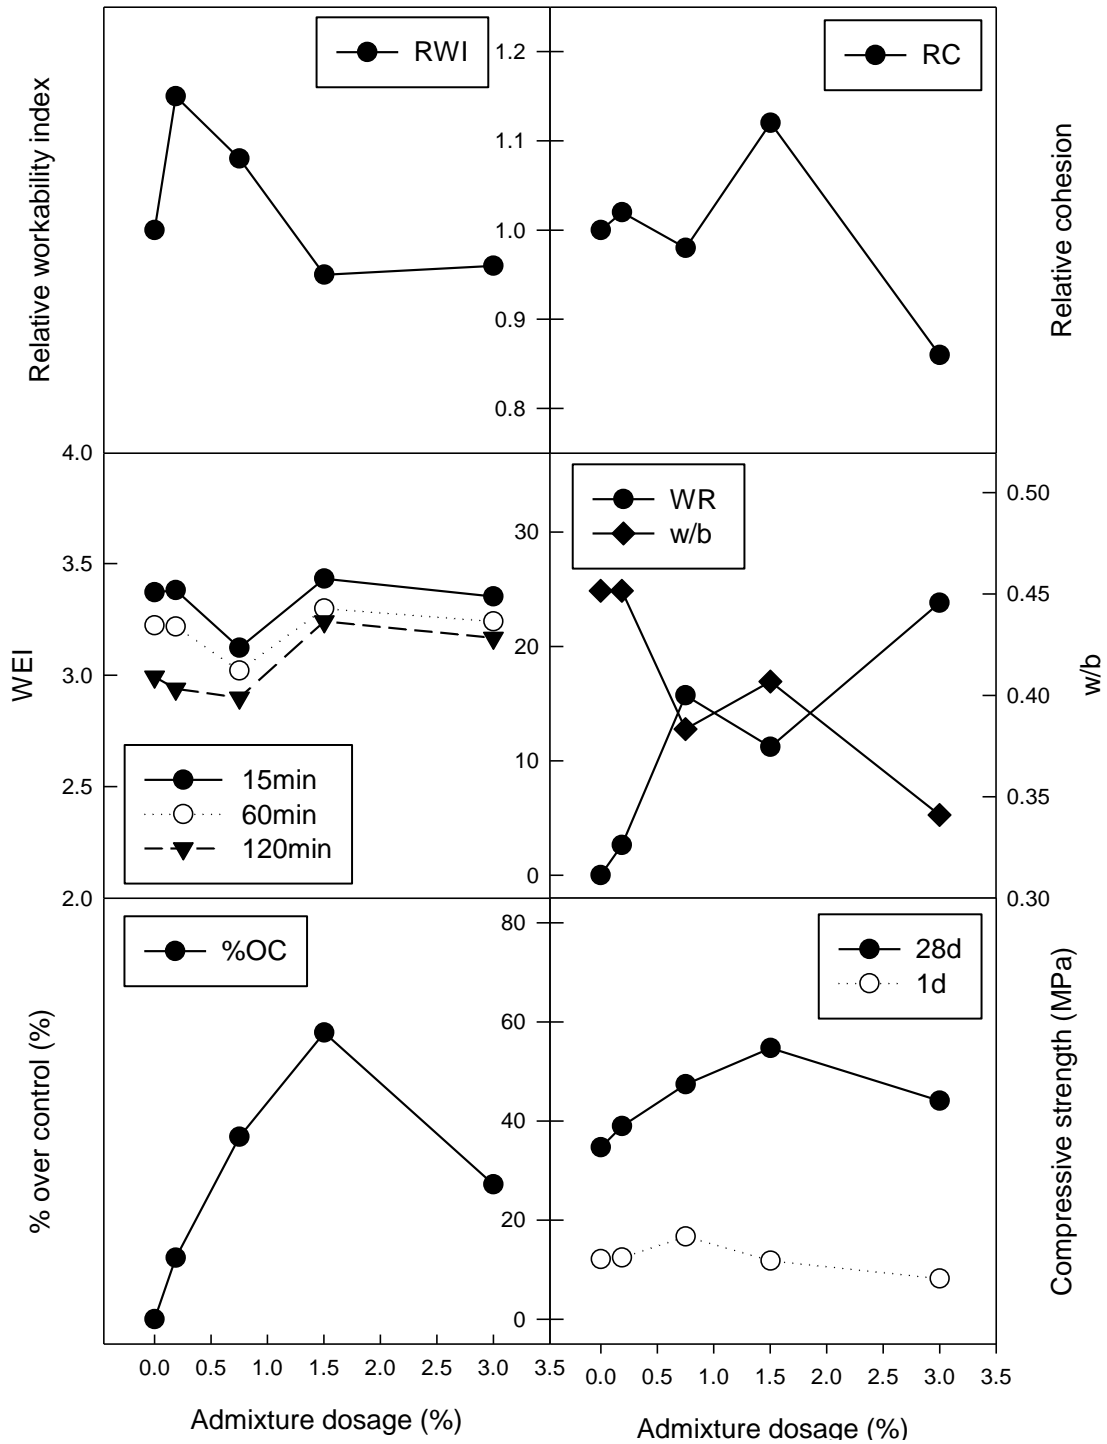 RWI
RC
Relative workability index
1.2
1.1
1.0
0.9
0.8
Relative cohesion
4.0
3.5
3.0
2.5
2.0
WEI
15min
60min
120min
WR
w/b
30
20
10
0
0.50
0.45
0.40
0.35
0.30
w/b
%OC
% over control (%)
80
60
40
20
0
28d
1d
Compressive strength (MPa)
0.0 0.5 1.0 1.5 2.0 2.5 3.0 3.5
0.0 0.5 1.0 1.5 2.0 2.5 3.0 3.5
Admixture dosage (%)
Admixture dosage (%)